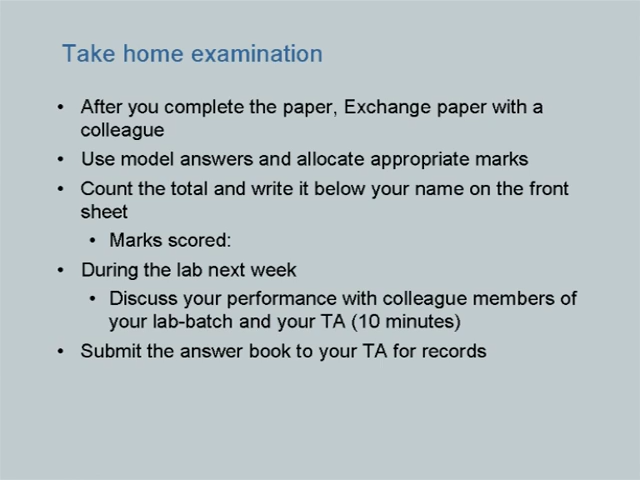 Take home examination
• After you complete the paper, Exchange paper with a
colleague
• Use model answers and allocate appropriate marks
• Count the total and write it below your name on the front
sheet
• Marks scored:
• During the lab next week
• Discuss your performance with colleague members of
your lab-batch and your TA (10 minutes)
• Submit the answer book to your TA for records